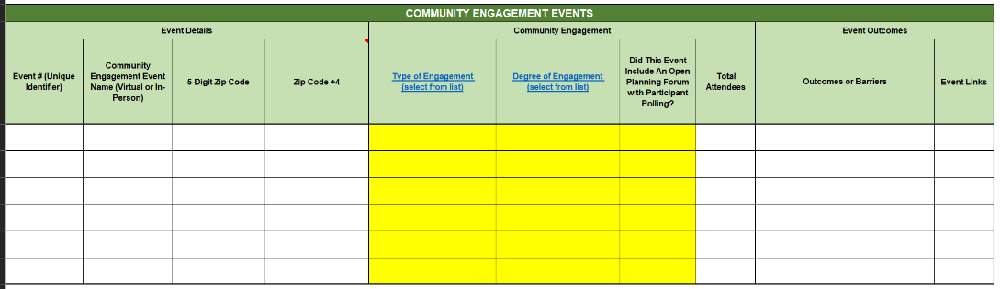 COMMUNITY ENGAGEMENT EVENTS
Event Details
Community Engagement
Event Outcomes
Event # (Unique
Identifier)
Community
Engagement Event
Name (Virtual or In-
Person)
5-Digit Zip Code
Zip Code +4
Type of Engagement
(select from list)
Degree of Engagement
(select from list)
Did This Event
Include An Open
Planning Forum
with Participant
Polling?
Total
Attendees
Outcomes or Barriers
Event Links